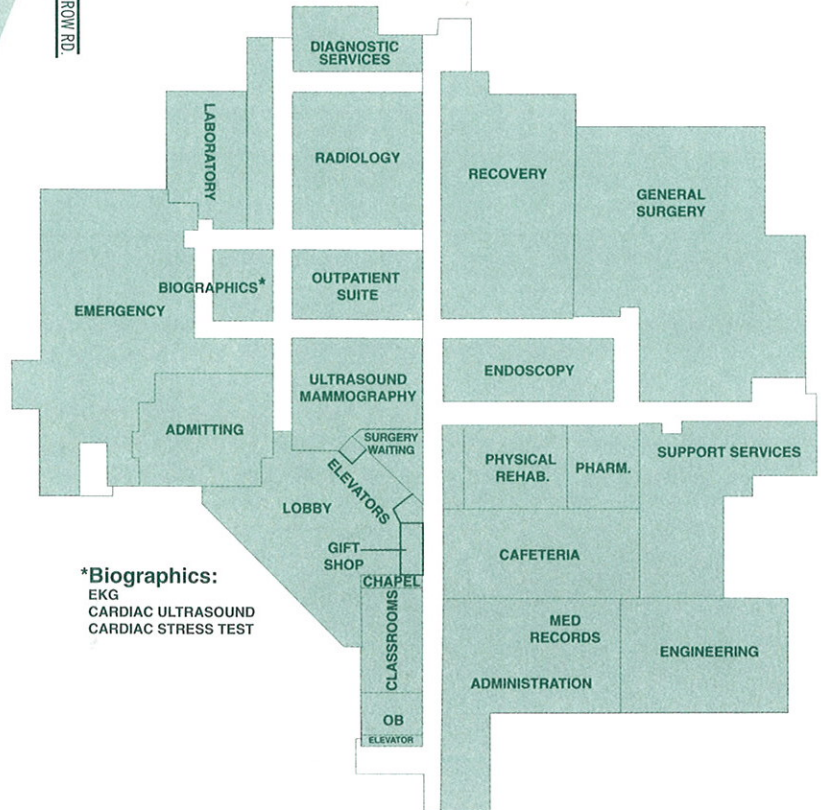 ROW RD.
DIAGNOSTIC
SERVICES
LABORATORY
RADIOLOGY
RECOVERY
GENERAL
SURGERY
BIOGRAPHICS*
OUTPATIENT
SUITE
EMERGENCY
ENDOSCOPY
ULTRASOUND
MAMMOGRAPHY
ADMITTING
SURGERY
WAITING
ELEVATORS
PHYSICAL
REHAB.
PHARM.
SUPPORT SERVICES
LOBBY
GIFT
SHOP
CAFETERIA
CHAPEL
*Biographics:
EKG
CARDIAC ULTRASOUND
CARDIAC STRESS TEST
CLASSROOMS
MED
RECORDS
ENGINEERING
ADMINISTRATION
OB
ELEVATOR